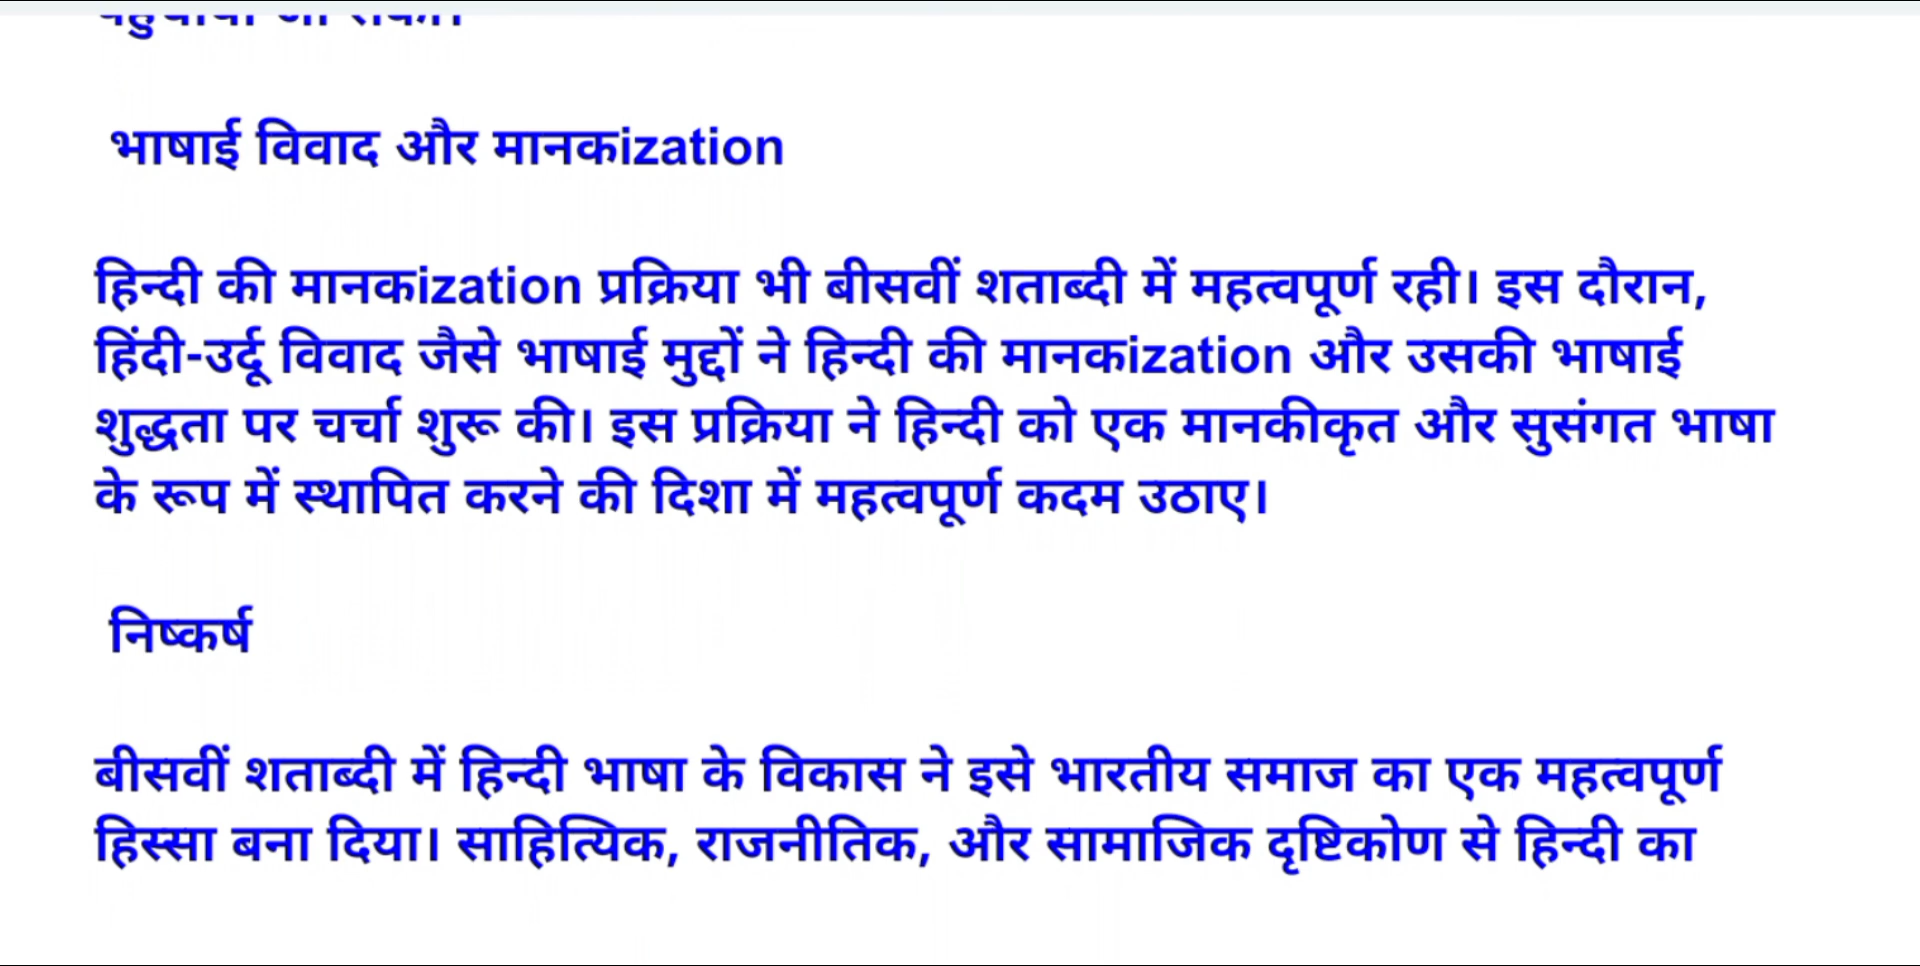 भाषाई विवाद और मानकization
हिन्दी की मानकization प्रक्रिया भी बीसवीं शताब्दी में महत्वपूर्ण रही। इस दौरान,
हिंदी-उर्दू विवाद जैसे भाषाई मुद्दों ने हिन्दी की मानकization और उसकी भाषाई
शुद्धता पर चर्चा शुरू की। इस प्रक्रिया ने हिन्दी को एक मानकीकृत और सुसंगत भाषा
के रूप में स्थापित करने की दिशा में महत्वपूर्ण कदम उठाए।
निष्कर्ष
बीसवीं शताब्दी में हिन्दी भाषा के विकास ने इसे भारतीय समाज का एक महत्वपूर्ण
हिस्सा बना दिया। साहित्यिक, राजनीतिक, और सामाजिक दृष्टिकोण से हिन्दी का